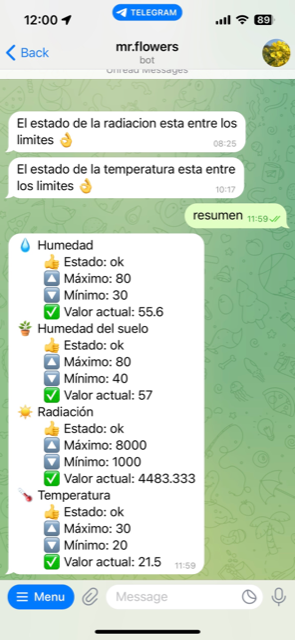 12:00
TELEGRAM
89
Back
mr.flowers
bot
Unread Messages
El estado de la radiacion esta entre los
limites 👌
08:25
El estado de la temperatura esta entre
los limites 👌
10:17
resumen 11:59
💧 Humedad
👍 Estado: ok
🔼 Máximo: 80
🔽 Mínimo: 30
✅ Valor actual: 55.6
🪴 Humedad del suelo
👍 Estado: ok
🔼 Máximo: 80
🔽 Mínimo: 40
✅ Valor actual: 57
☀️ Radiación
👍 Estado: ok
🔼 Máximo: 8000
🔽 Mínimo: 1000
✅ Valor actual: 4483.333
🌡️ Temperatura
👍 Estado: ok
🔼 Máximo: 30
🔽 Mínimo: 20
✅ Valor actual: 21.5
11:59
Menu
Message